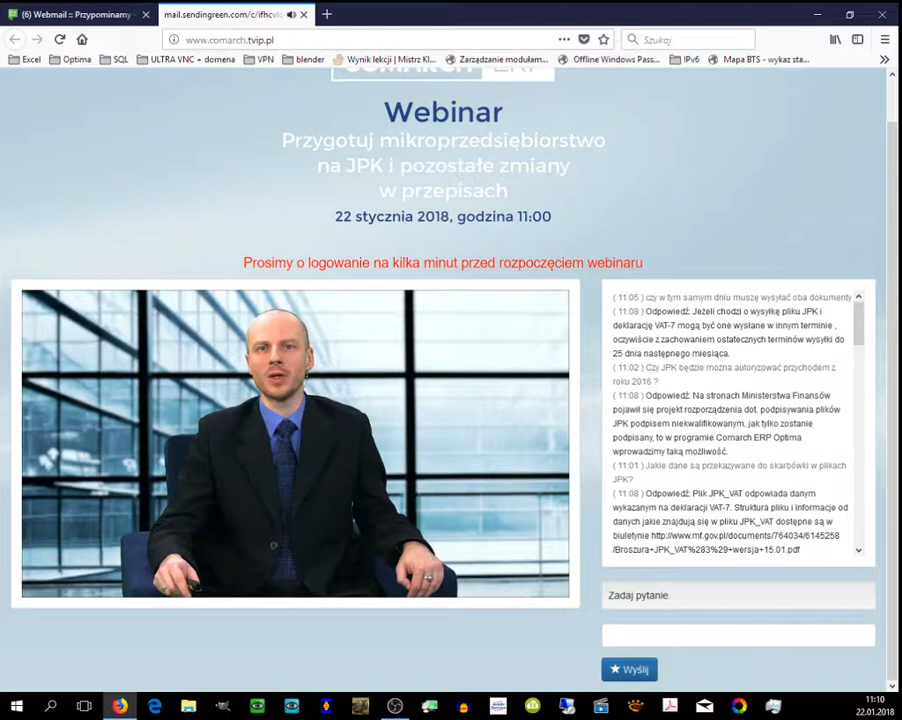 (6) Webmail :: Przypominamy
mail.sendingreen.com/c/ifhcvl
www.comarch.tvip.pl
Szukaj
Excel
Optima
SQL
ULTRA VNC + domena
VPN
blender
Wynik lekcji | Mistrz Kl...
Zarządzanie modułam...
Offline Windows Pass...
IPv6
Mapa BTS - wykaz sta...
COMARCH ERP
Webinar
Przygotuj mikroprzedsiębiorstwo
na JPK i pozostałe zmiany
w przepisach
22 stycznia 2018, godzina 11:00
Prosimy o logowanie na kilka minut przed rozpoczęciem webinaru
( 11:05 ) czy w tym samym dniu muszę wysyłać oba dokumenty
( 11:08 ) Odpowiedź: Jeżeli chodzi o wysyłkę pliku JPK i
deklarację VAT-7 mogą być one wysłane w innym terminie ,
oczywiście z zachowaniem ostatecznych terminów wysyłki do
25 dnia następnego miesiąca.
( 11:02 ) Czy JPK będzie można autoryzować przychodem z
roku 2016 ?
( 11:08 ) Odpowiedź: Na stronach Ministerstwa Finansów
pojawił się projekt rozporządzenia dot. podpisywania plików
JPK podpisem niekwalifikowanym, jak tylko zostanie
podpisany, to w programie Comarch ERP Optima
wprowadzimy taką możliwość.
( 11:01 ) Jakie dane są przekazywane do skarbówki w plikach
JPK?
( 11:08 ) Odpowiedź: Plik JPK_VAT odpowiada danym
wykazanym na deklaracji VAT-7. Struktura pliku i informacje od
danych jakie znajdują się w pliku JPK_VAT dostępne są w
biuletynie http://www.mf.gov.pl/documents/764034/6145258
/Broszura+JPK_VAT%283%29+wersja+15.01.pdf
Zadaj pytanie
Wyślij
11:10
22.01.2018